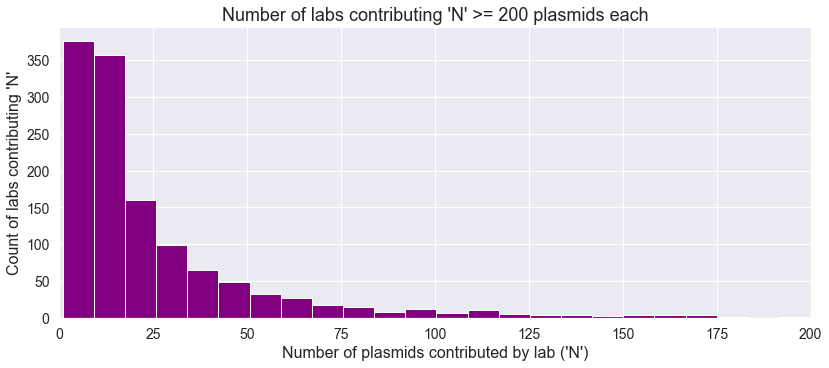 Number of labs contributing 'N' >= 200 plasmids each
Count of labs contributing 'N'
350
300
250
200
150
100
50
0
0 25 50 75 100 125 150 175 200
Number of plasmids contributed by lab ('N')